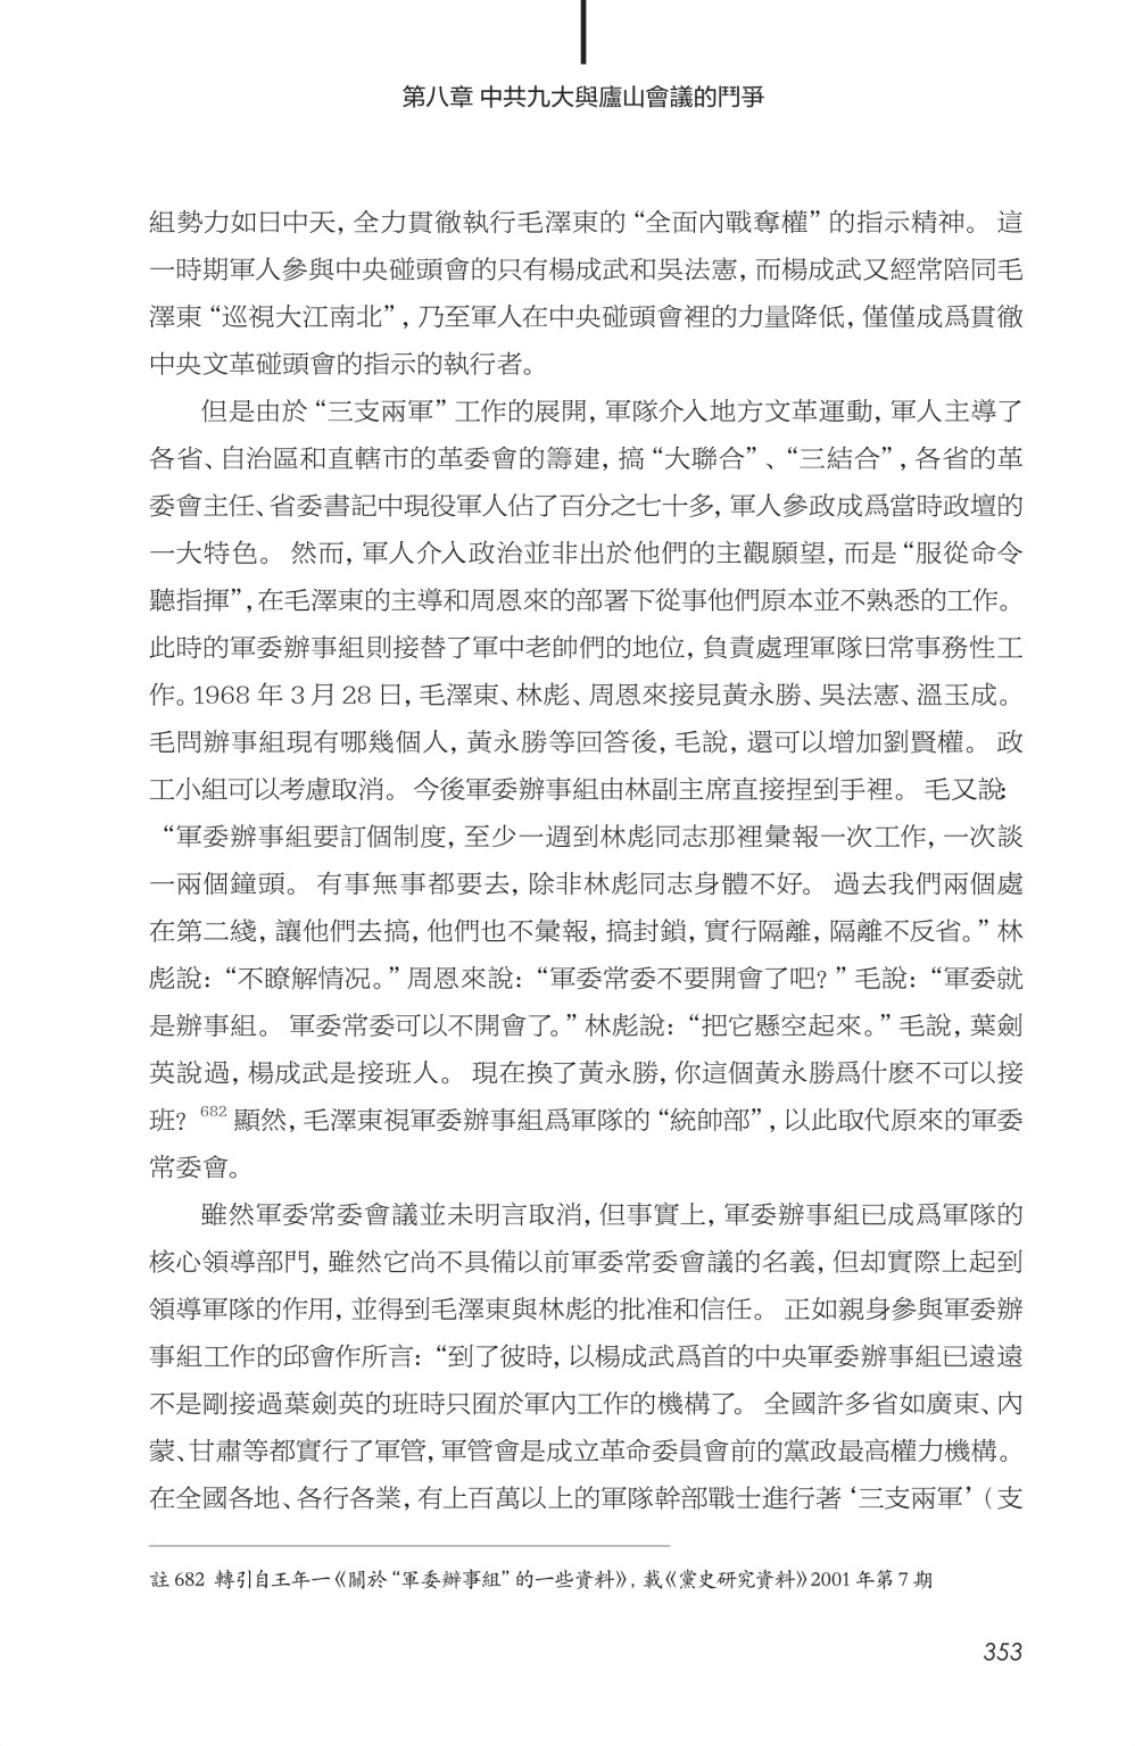 第八章 中共九大與廬山會議的鬥爭
組勢力如日中天，全力貫徹執行毛澤東的“全面內戰奪權”的指示精神。 這
一時期軍人參與中央碰頭會的只有楊成武和吳法憲，而楊成武又經常陪同毛
澤東“巡視大江南北”，乃至軍人在中央碰頭會裡的力量降低，僅僅成爲貫徹
中央文革碰頭會的指示的執行者。
但是由於“三支兩軍”工作的展開，軍隊介入地方文革運動，軍人主導了
各省、自治區和直轄市的革委會的籌建，搞“大聯合”、“三結合”，各省的革
委會主任、省委書記中現役軍人佔了百分之七十多，軍人參政成爲當時政壇的
一大特色。 然而，軍人介入政治並非出於他們的主觀願望，而是“服從命令
聽指揮”，在毛澤東的主導和周恩來的部署下從事他們原本並不熟悉的工作。
此時的軍委辦事組則接替了軍中老帥們的地位，負責處理軍隊日常事務性工
作。1968 年 3 月 28 日，毛澤東、林彪、周恩來接見黃永勝、吳法憲、溫玉成。
毛問辦事組現有哪幾個人，黃永勝等回答後，毛說，還可以增加劉賢權。 政
工小組可以考慮取消。 今後軍委辦事組由林副主席直接捏到手裡。 毛又說：
“軍委辦事組要訂個制度，至少一週到林彪同志那裡彙報一次工作，一次談
一兩個鐘頭。 有事無事都要去，除非林彪同志身體不好。 過去我們兩個處
在第二綫，讓他們去搞，他們也不彙報，搞封鎖，實行隔離，隔離不反省。”林
彪說：“不瞭解情況。”周恩來說：“軍委常委不要開會了吧？”毛說：“軍委就
是辦事組。 軍委常委可以不開會了。”林彪說：“把它懸空起來。”毛說，葉劍
英說過，楊成武是接班人。 現在換了黃永勝，你這個黃永勝爲什麽不可以接
班？682 顯然，毛澤東視軍委辦事組爲軍隊的“統帥部”，以此取代原來的軍委
常委會。
雖然軍委常委會議並未明言取消，但事實上，軍委辦事組已成爲軍隊的
核心領導部門，雖然它尚不具備以前軍委常委會議的名義，但却實際上起到
領導軍隊的作用，並得到毛澤東與林彪的批准和信任。 正如親身參與軍委辦
事組工作的邱會作所言：“到了彼時，以楊成武爲首的中央軍委辦事組已遠遠
不是剛接過葉劍英的班時只囿於軍內工作的機構了。 全國許多省如廣東、內
蒙、甘肅等都實行了軍管，軍管會是成立革命委員會前的黨政最高權力機構。
在全國各地、各行各業，有上百萬以上的軍隊幹部戰士進行著‘三支兩軍’（支
註 682 轉引自王年一《關於“軍委辦事組”的一些資料》，載《黨史研究資料》2001 年第 7 期
353